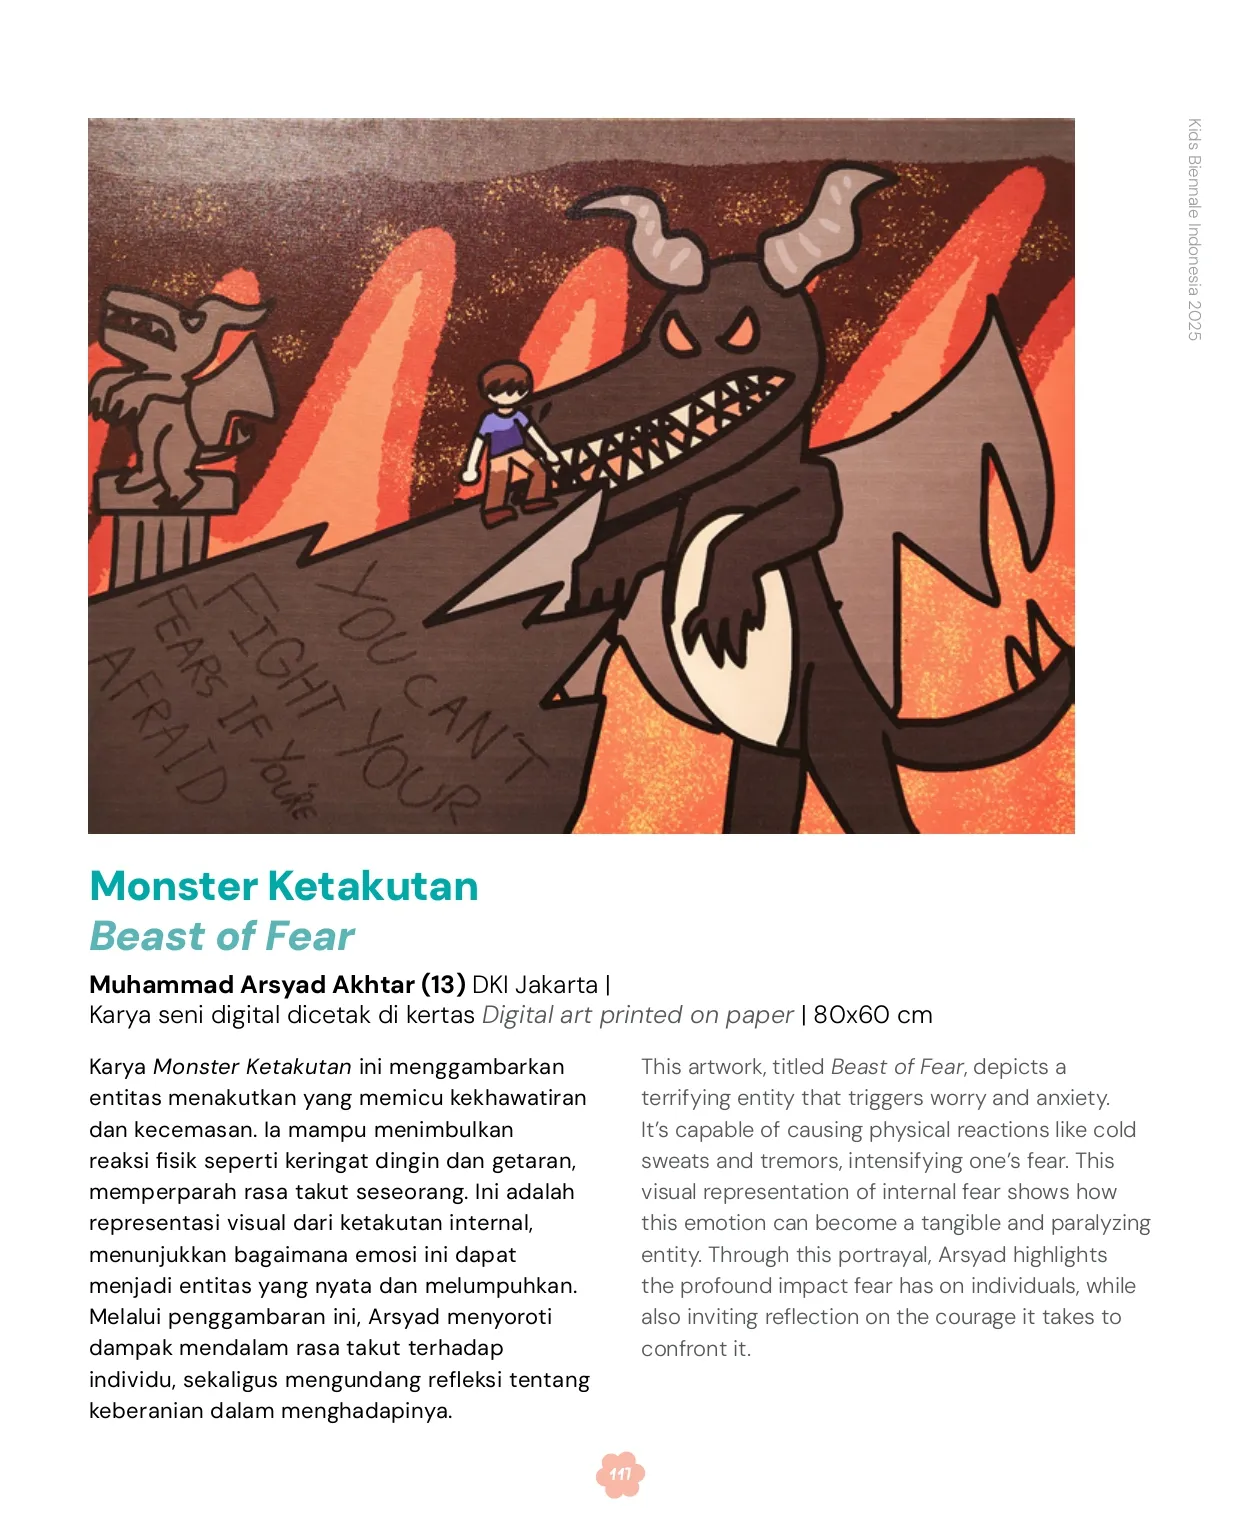 Kids Biennale Indonesia 2025
YOU CAN'T
FIGHT YOUR
FEARS IF YOU'RE
AFRAID
Monster Ketakutan
Beast of Fear
Muhammad Arsyad Akhtar (13) DKI Jakarta |
Karya seni digital dicetak di kertas Digital art printed on paper | 80x60 cm
Karya Monster Ketakutan ini menggambarkan
entitas menakutkan yang memicu kekhawatiran
dan kecemasan. Ia mampu menimbulkan
reaksi fisik seperti keringat dingin dan getaran,
memperparah rasa takut seseorang. Ini adalah
representasi visual dari ketakutan internal,
menunjukkan bagaimana emosi ini dapat
menjadi entitas yang nyata dan melumpuhkan.
Melalui penggambaran ini, Arsyad menyoroti
dampak mendalam rasa takut terhadap
individu, sekaligus mengundang refleksi tentang
keberanian dalam menghadapinya.
This artwork, titled Beast of Fear, depicts a
terrifying entity that triggers worry and anxiety.
It's capable of causing physical reactions like cold
sweats and tremors, intensifying one's fear. This
visual representation of internal fear shows how
this emotion can become a tangible and paralyzing
entity. Through this portrayal, Arsyad highlights
the profound impact fear has on individuals, while
also inviting reflection on the courage it takes to
confront it.
117